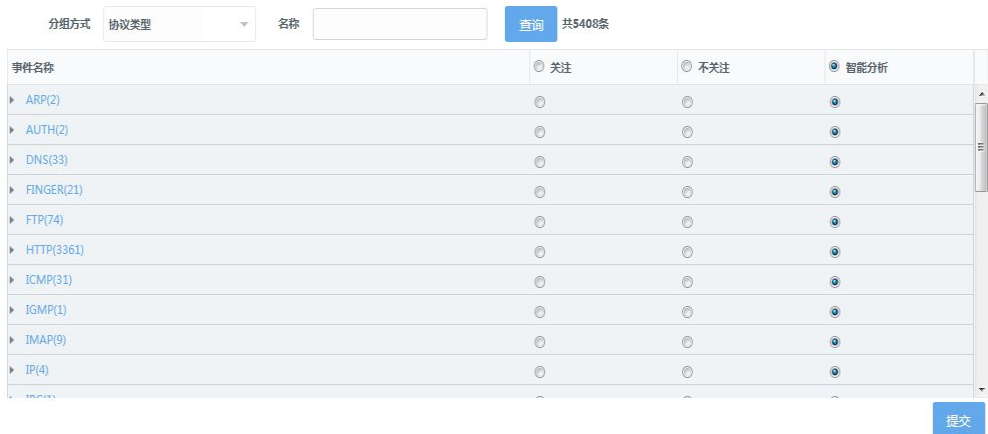 分组方式 协议类型 名称 查询 共5408条
事件名称 关注 不关注 智能分析
ARP(2)
AUTH(2)
DNS(33)
FINGER(21)
FTP(74)
HTTP(3361)
ICMP(31)
IGMP(1)
IMAP(9)
IP(4)
提交